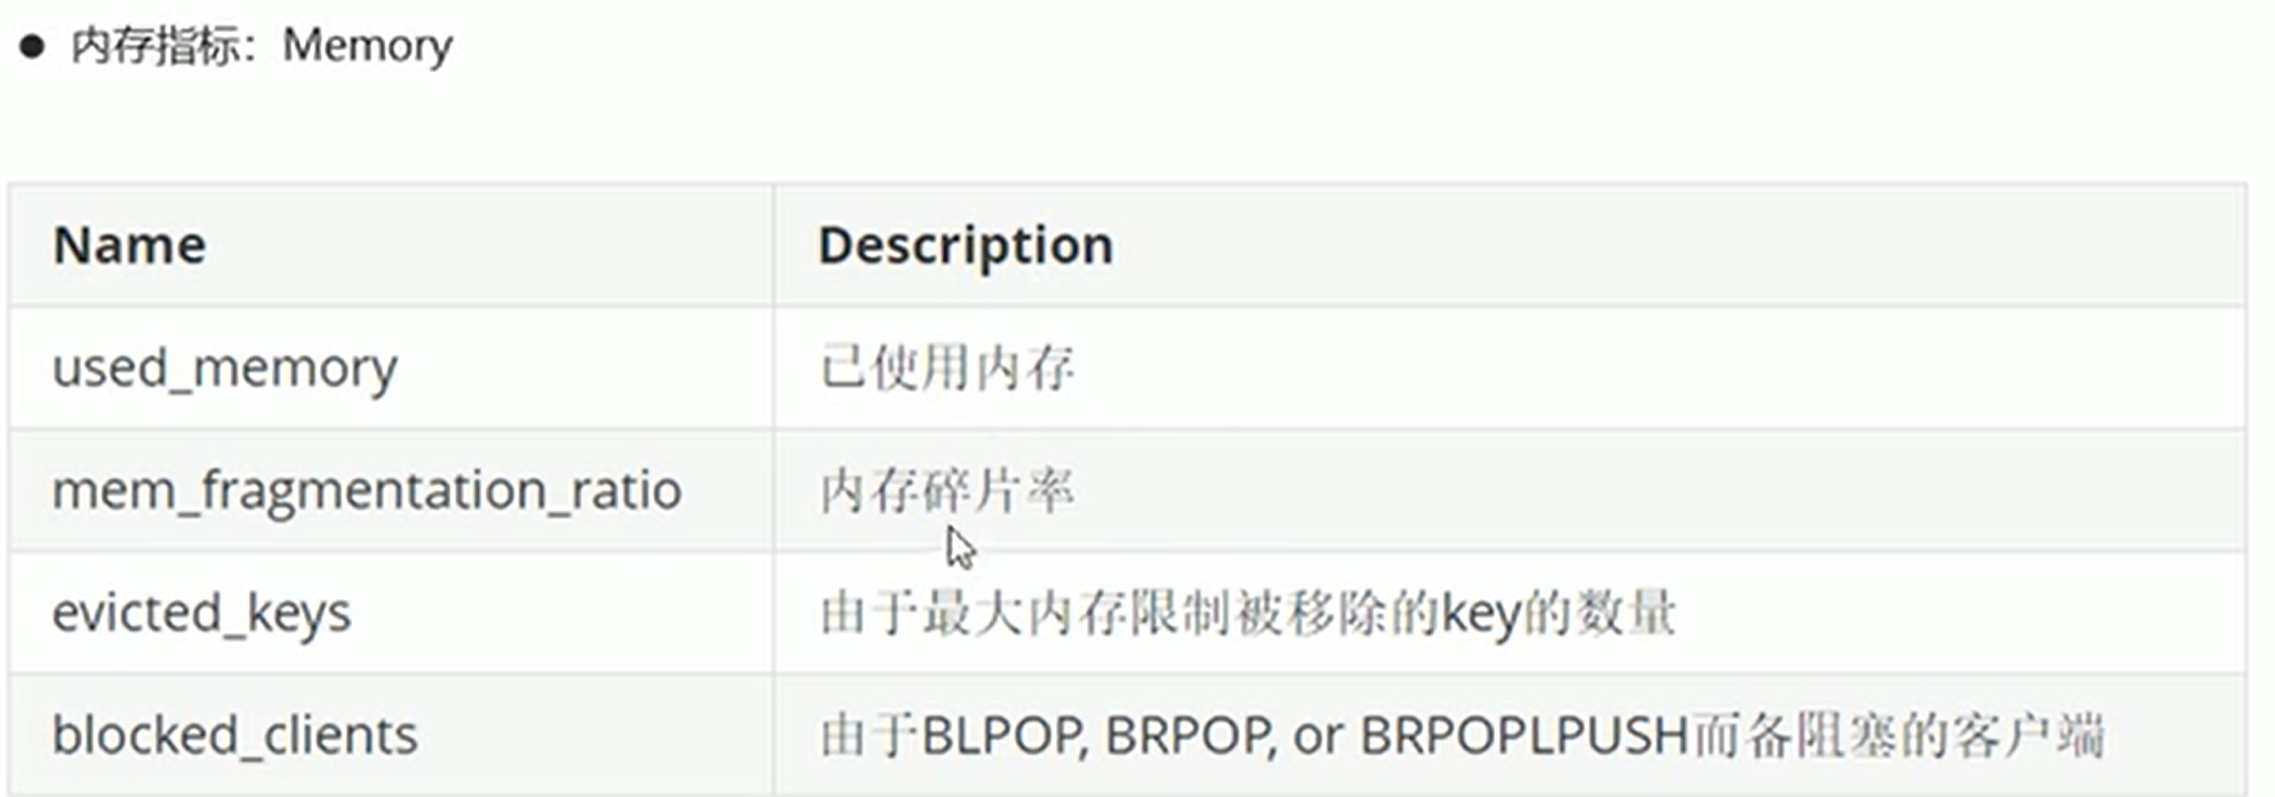 ● 内存指标：Memory
Name Description
used_memory 已使用内存
mem_fragmentation_ratio 内存碎片率
evicted_keys 由于最大内存限制被移除的key的数量
blocked_clients 由于BLPOP, BRPOP, or BRPOPLPUSH而备阻塞的客户端